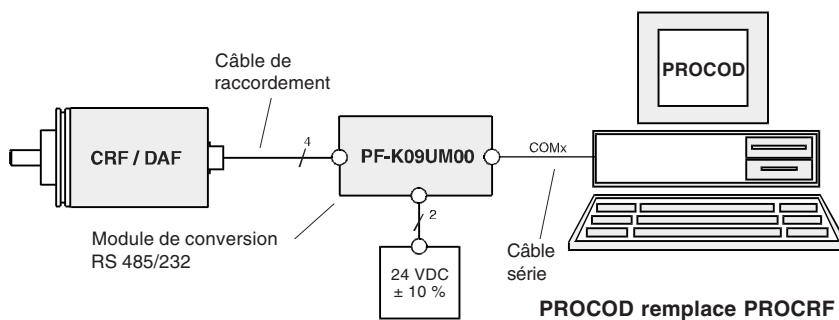 Câble de
raccordement
PROCOD
CRF / DAF
4
PF-K09UM00
COMx
2
Module de conversion
RS 485/232
Câble
série
24 VDC
± 10 %
PROCOD remplace PROCRF